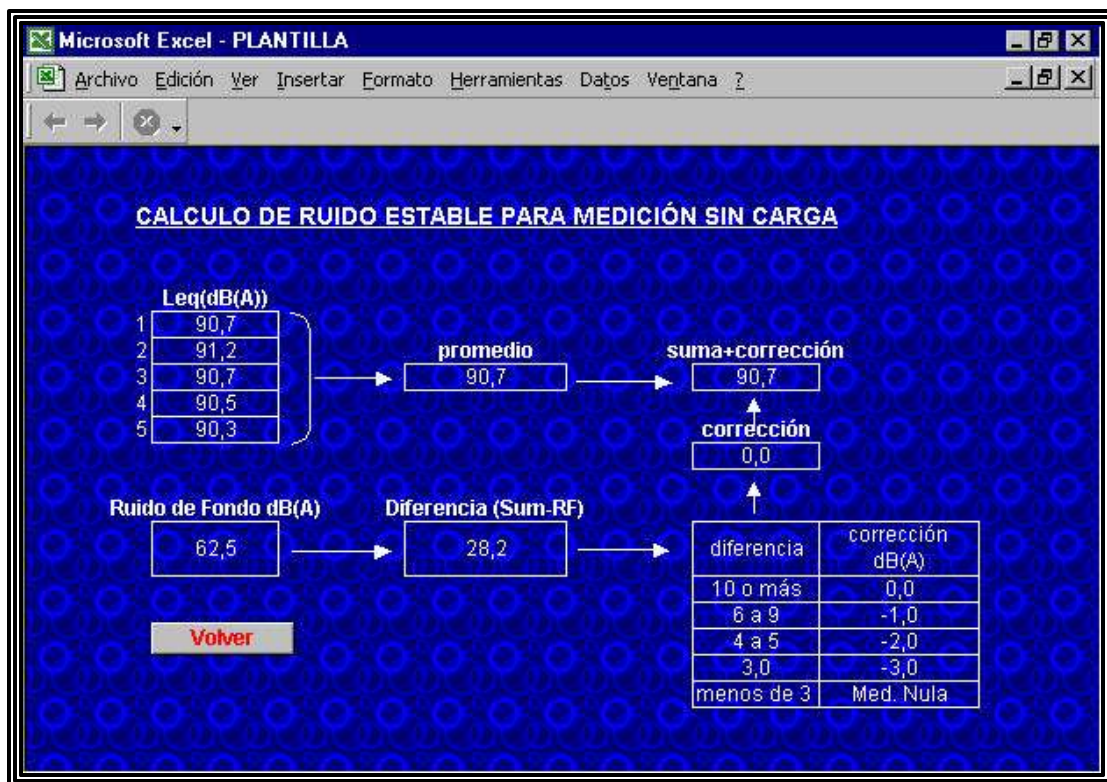 Microsoft Excel - PLANTILLA
Archivo Edición Ver Insertar Formato Herramientas Datos Ventana ?
CALCULO DE RUIDO ESTABLE PARA MEDICIÓN SIN CARGA
Leq(dB(A))
1 90,7
2 91,2
3 90,7
4 90,5
5 90,3
promedio
90,7
suma+corrección
90,7
corrección
0,0
Ruido de Fondo dB(A)
62,5
Diferencia (Sum-RF)
28,2
diferencia corrección dB(A)
10 o más 0,0
6 a 9 -1,0
4 a 5 -2,0
3,0 -3,0
menos de 3 Med. Nula
Volver